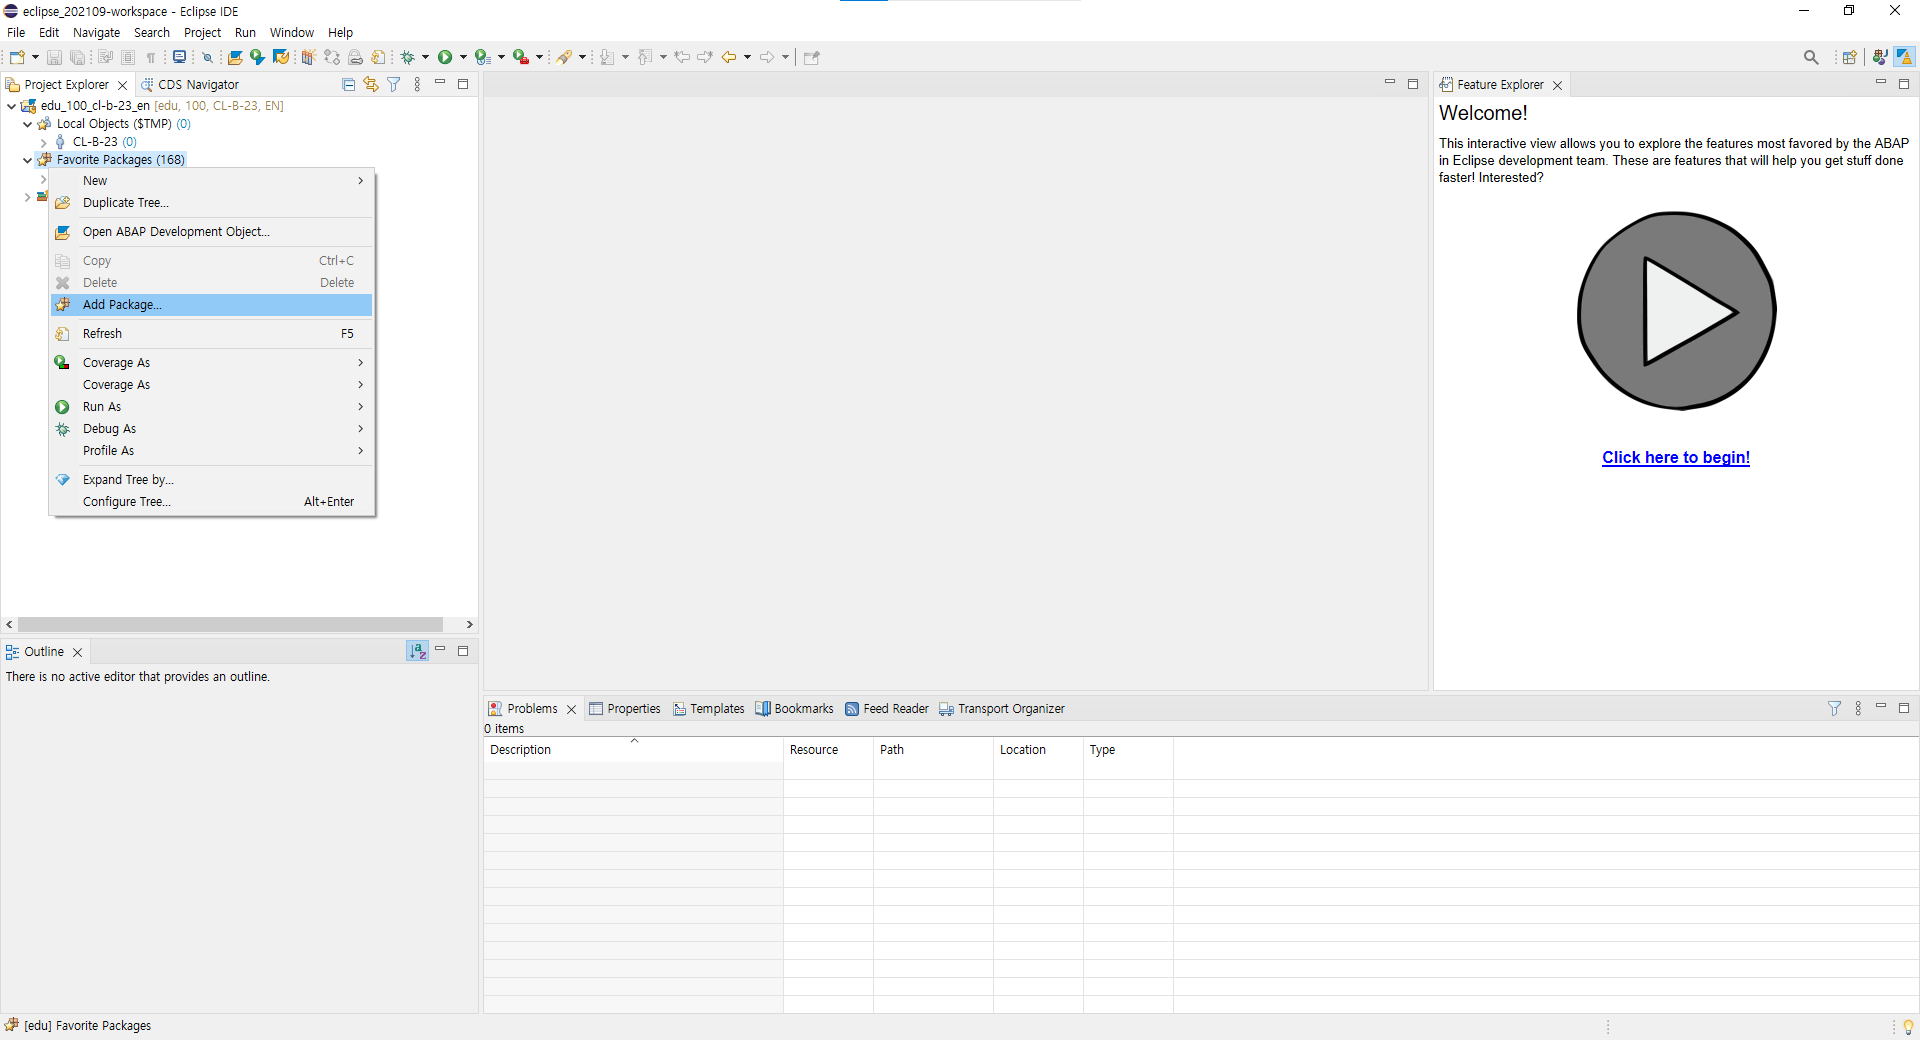 eclipse_202109-workspace - Eclipse IDE
File Edit Navigate Search Project Run Window Help
Project Explorer CDS Navigator
edu_100_cl-b-23_en [edu, 100, CL-B-23, EN]
Local Objects ($TMP) (0)
CL-B-23 (0)
Favorite Packages (168)
New
Duplicate Tree...
Open ABAP Development Object...
Copy Ctrl+C
Delete Delete
Add Package...
Refresh F5
Coverage As
Coverage As
Run As
Debug As
Profile As
Expand Tree by...
Configure Tree... Alt+Enter
Feature Explorer
Welcome!
This interactive view allows you to explore the features most favored by the ABAP
in Eclipse development team. These are features that will help you get stuff done
faster! Interested?
Click here to begin!
Outline
There is no active editor that provides an outline.
Problems Properties Templates Bookmarks Feed Reader Transport Organizer
0 items
Description Resource Path Location Type
[edu] Favorite Packages